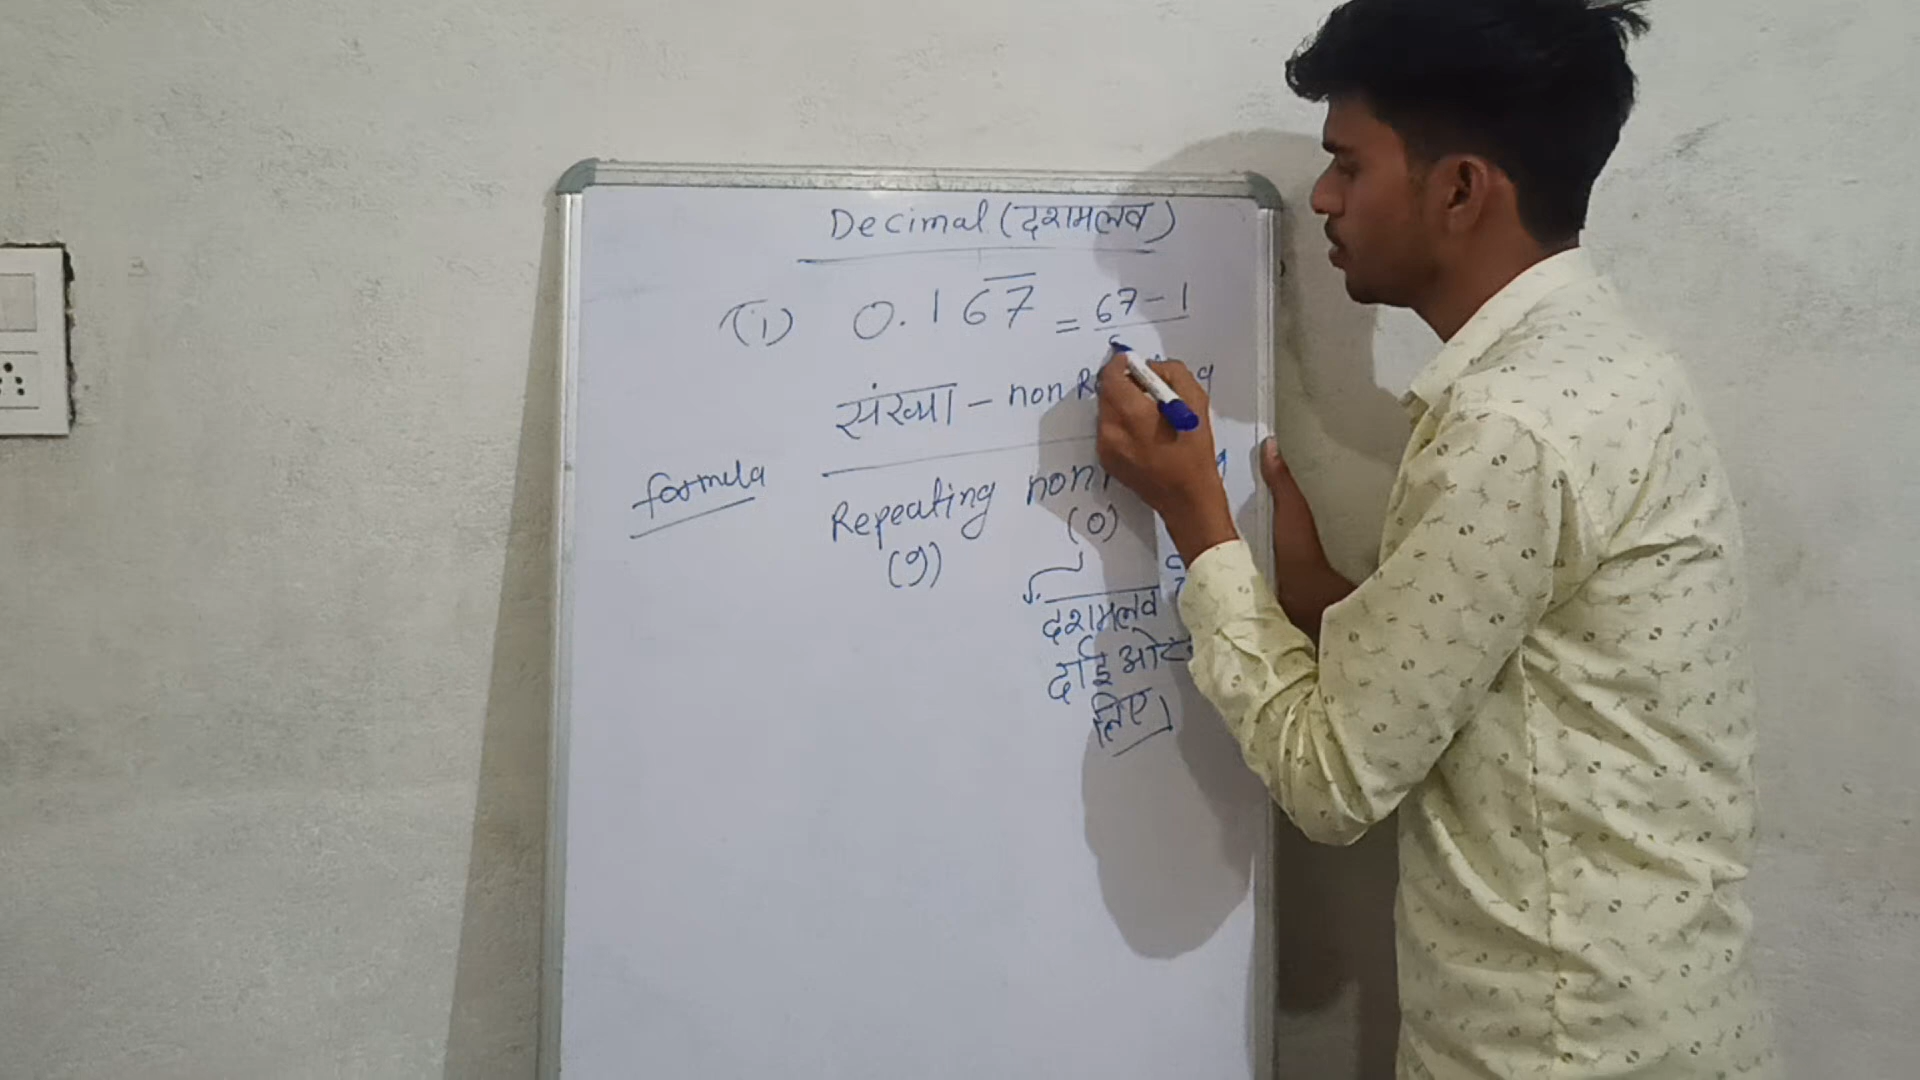 Decimal (दशमलव)
(i) 0.167̅ = 67-1
संख्या - non
formula
Repeating non
(9) (0)
दशमलव
दाई ओर
लिए।